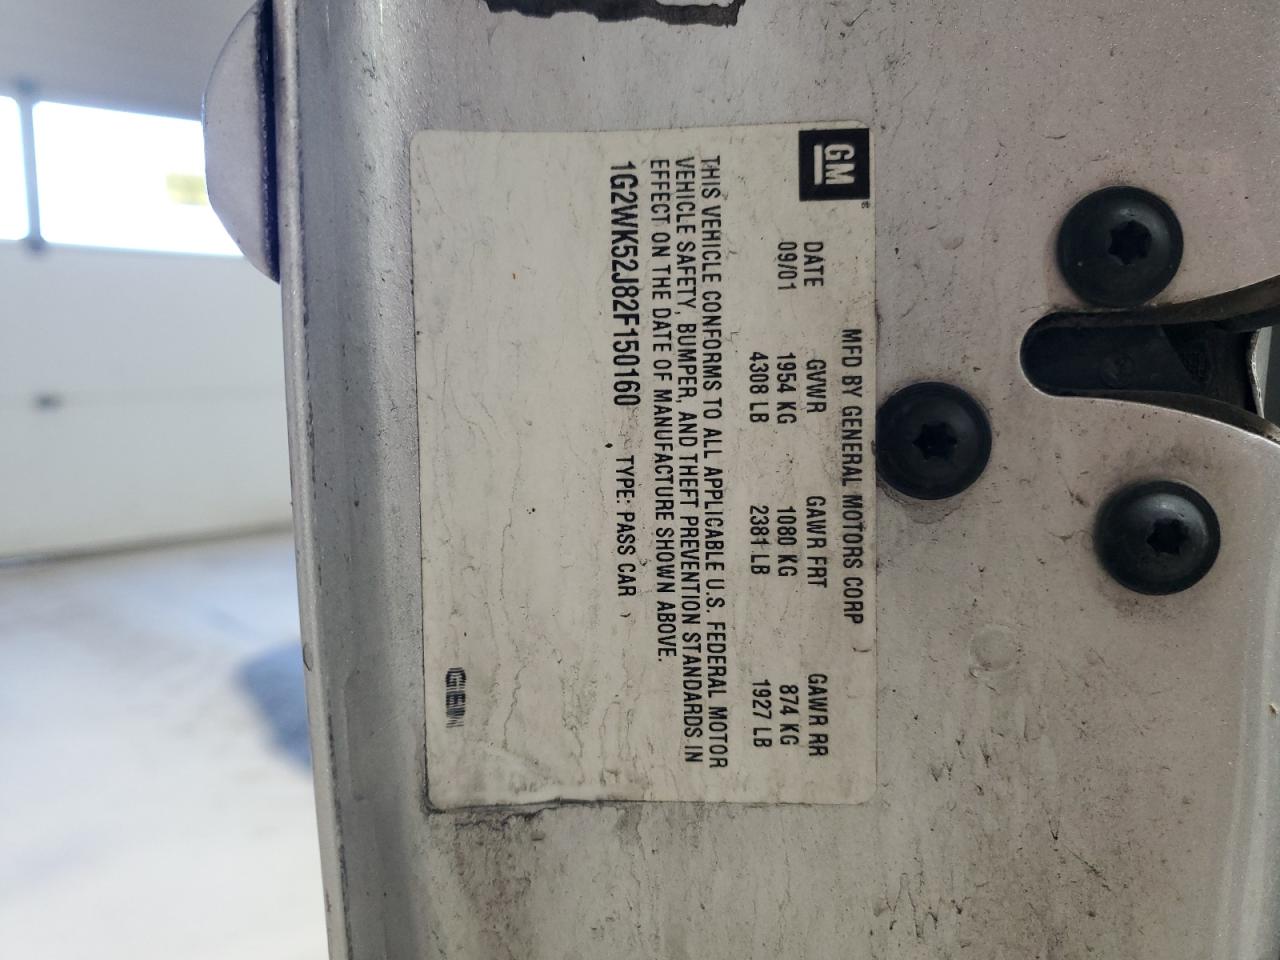 GM
MFD BY GENERAL MOTORS CORP
DATE GVWR GAWR FRT GAWR RR
09/01 1954 KG 1080 KG 874 KG
4308 LB 2381 LB 1927 LB
THIS VEHICLE CONFORMS TO ALL APPLICABLE U.S. FEDERAL MOTOR
VEHICLE SAFETY, BUMPER, AND THEFT PREVENTION STANDARDS IN
EFFECT ON THE DATE OF MANUFACTURE SHOWN ABOVE.
1G2WK52J82F150160 TYPE: PASS CAR